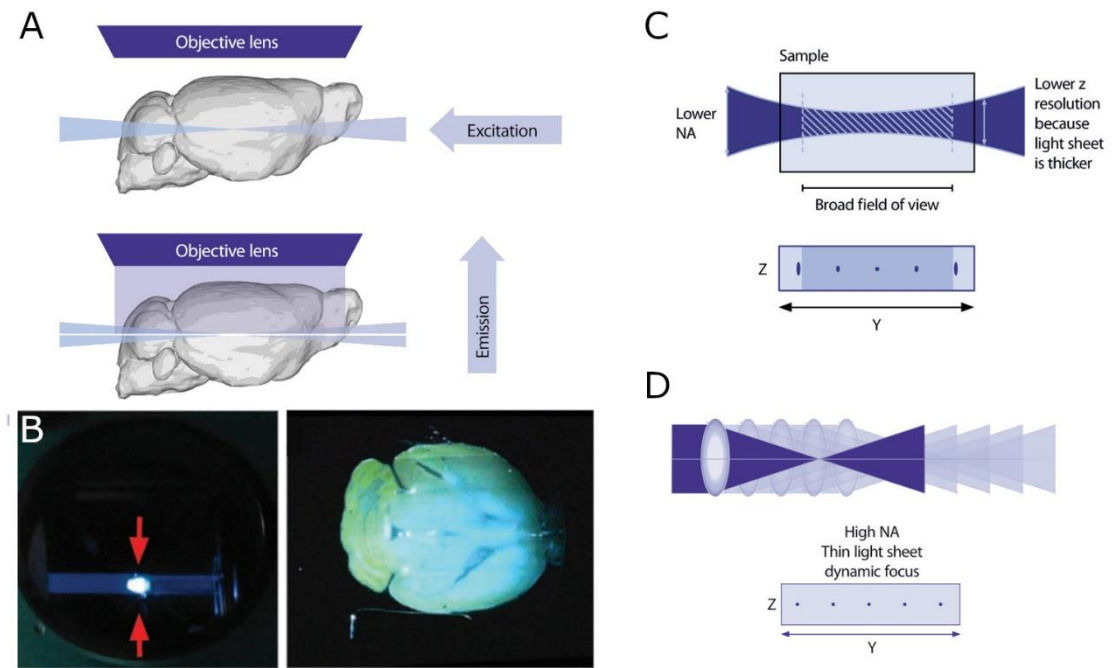 A
Objective lens
Excitation
Objective lens
Emission
B
C
Sample
Lower
NA
Lower z
resolution
because
light sheet
is thicker
Broad field of view
Z
Y
D
High NA
Thin light sheet
dynamic focus
Z
Y